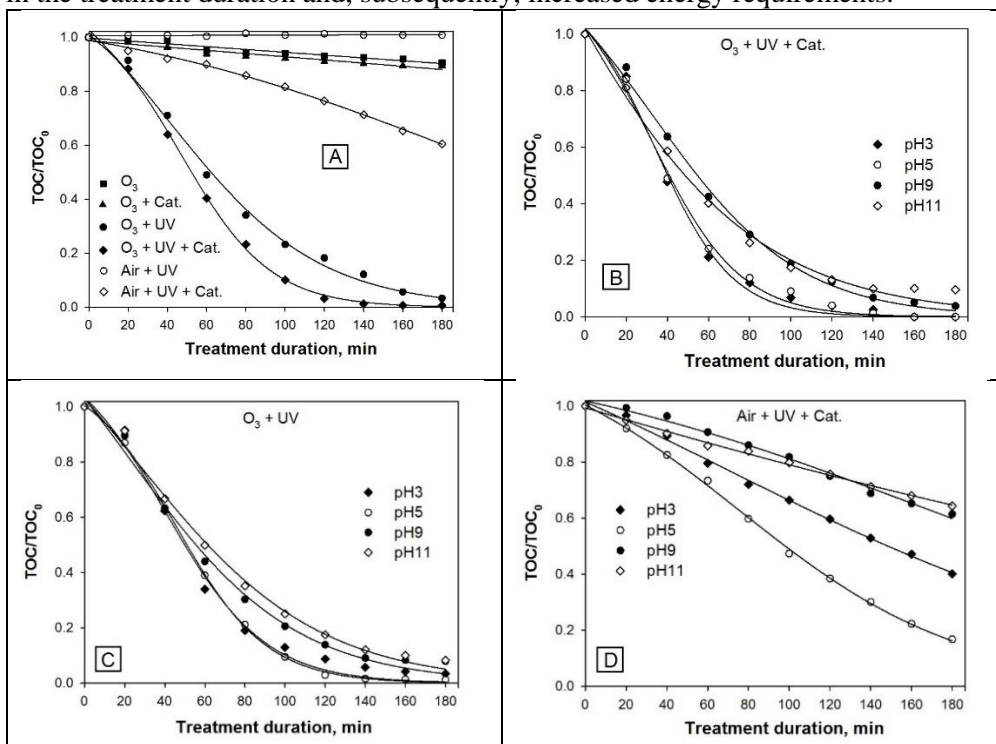 in the treatment duration and, subsequently, increased energy requirements.
TOC/TOC₀
1.0
0.8
0.6
0.4
0.2
0.0
A
O₃
O₃ + Cat.
O₃ + UV
O₃ + UV + Cat.
Air + UV
Air + UV + Cat.
0 20 40 60 80 100 120 140 160 180
Treatment duration, min
O₃ + UV + Cat.
TOC/TOC₀
1.0
0.8
0.6
0.4
0.2
0.0
pH3
pH5
pH9
pH11
B
0 20 40 60 80 100 120 140 160 180
Treatment duration, min
O₃ + UV
TOC/TOC₀
1.0
0.8
0.6
0.4
0.2
0.0
pH3
pH5
pH9
pH11
C
0 20 40 60 80 100 120 140 160 180
Treatment duration, min
Air + UV + Cat.
TOC/TOC₀
1.0
0.8
0.6
0.4
0.2
0.0
pH3
pH5
pH9
pH11
D
0 20 40 60 80 100 120 140 160 180
Treatment duration, min